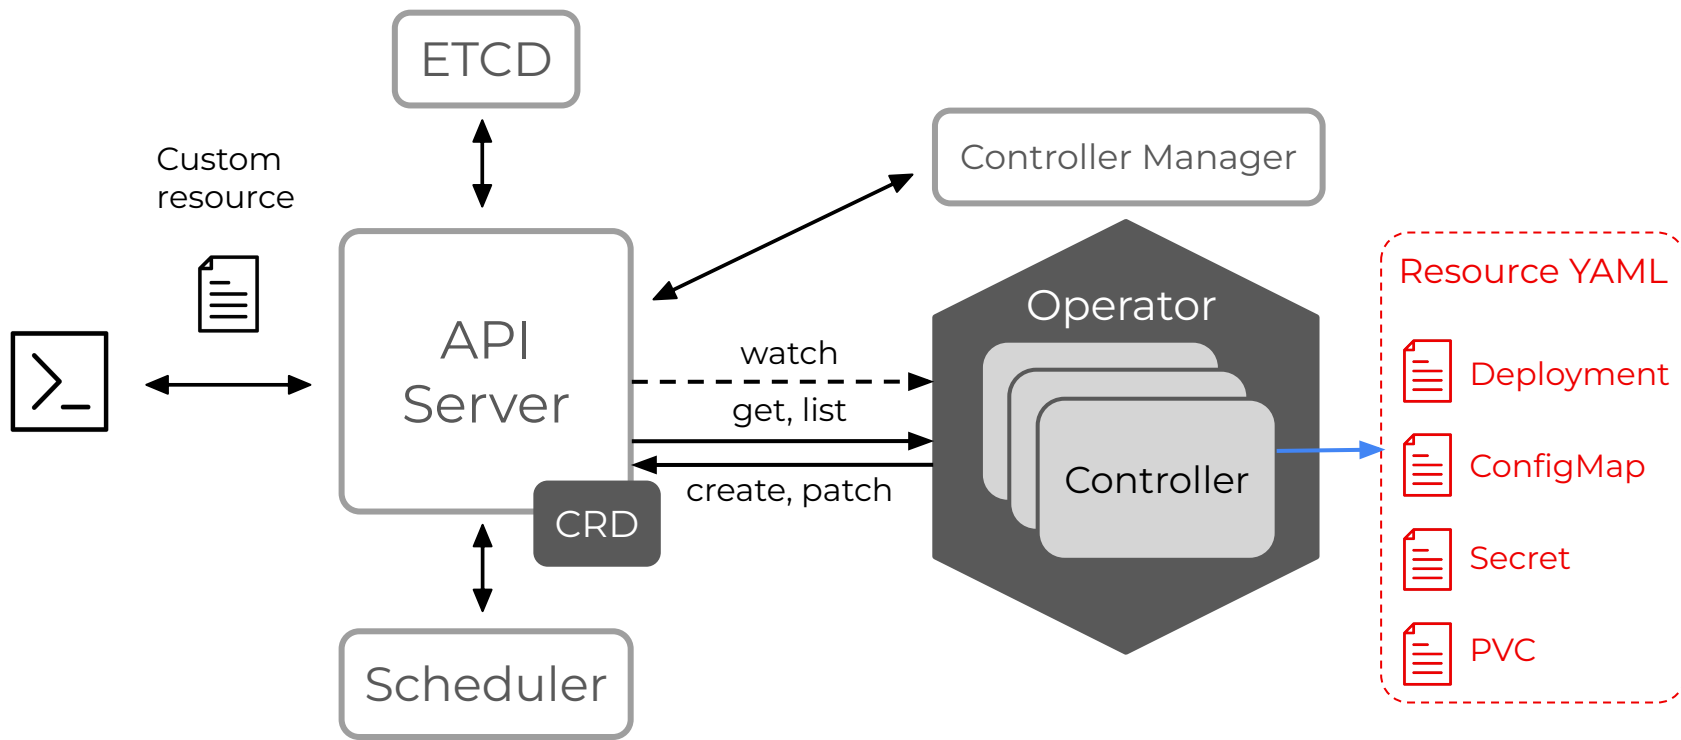 ETCD
Custom
resource
Controller Manager
API
Server
CRD
Scheduler
watch
get, list
create, patch
Operator
Controller
Resource YAML
Deployment
ConfigMap
Secret
PVC